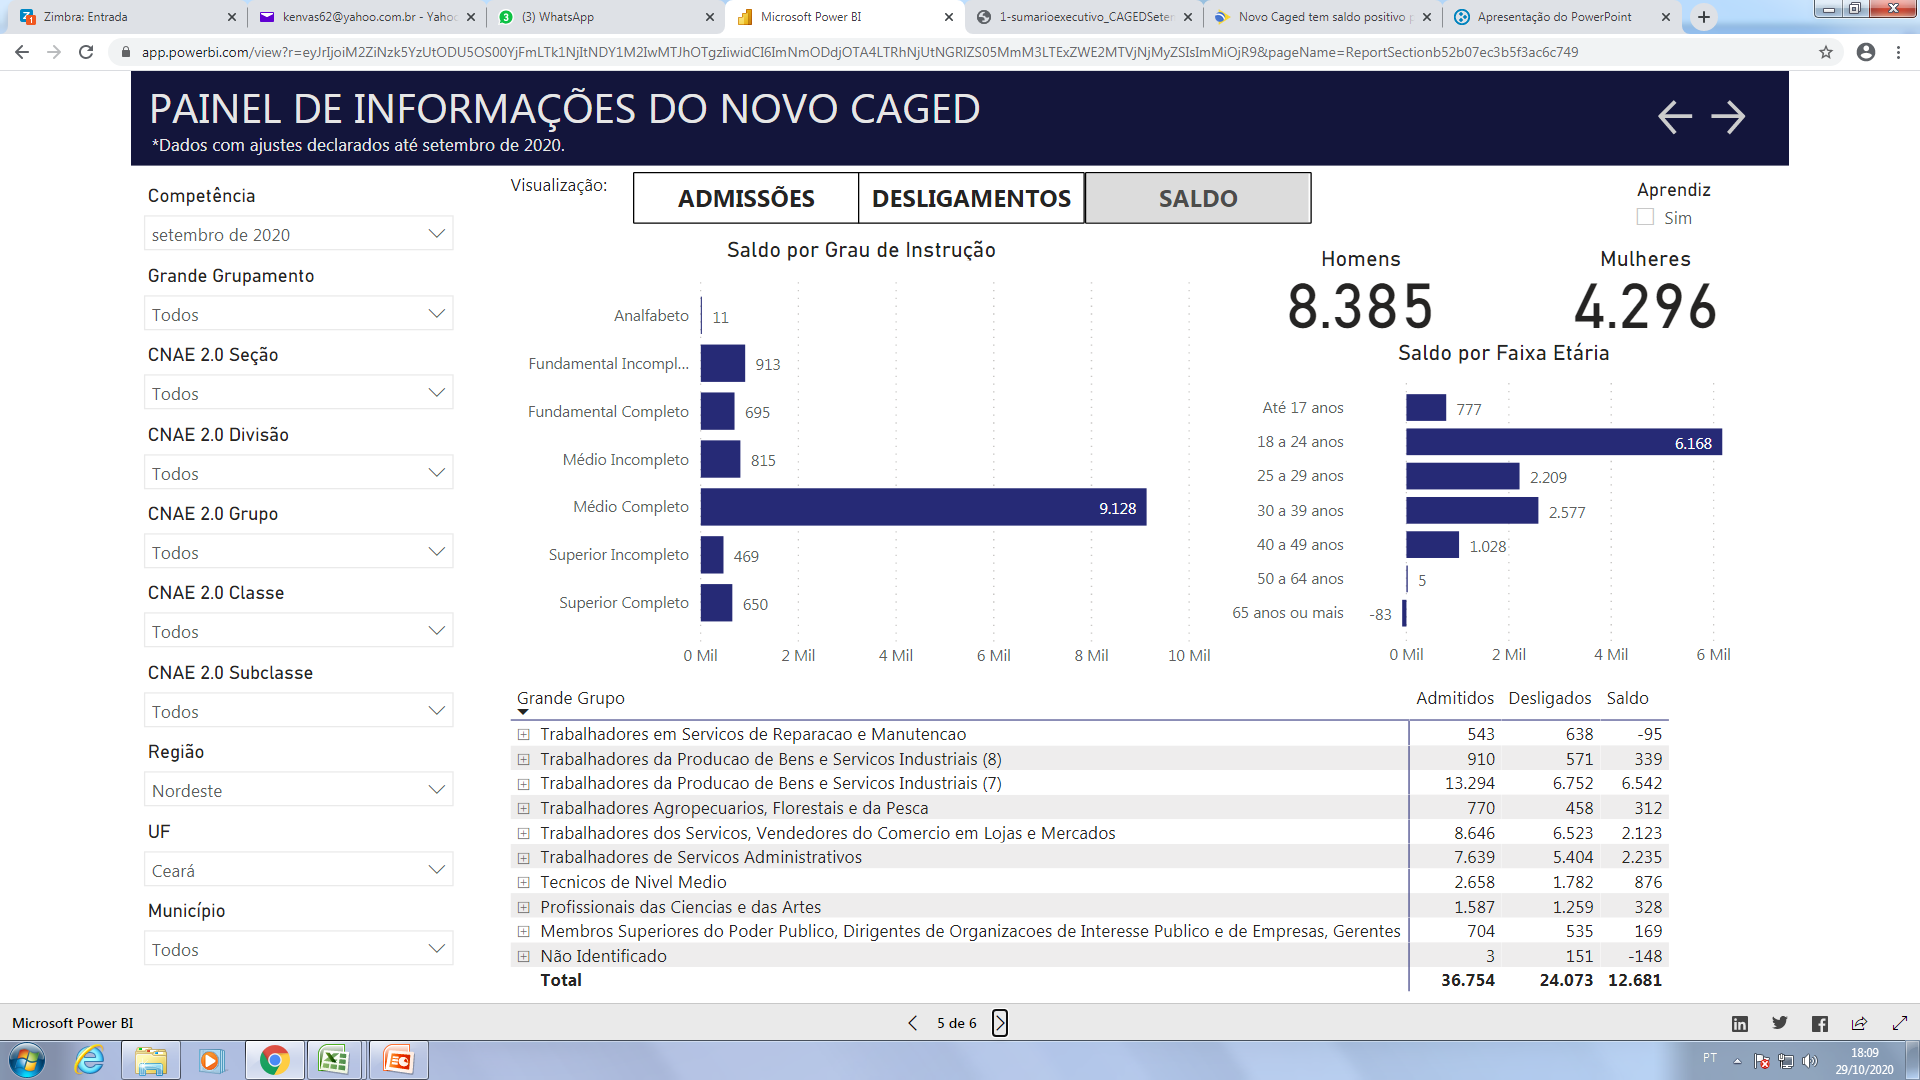 Zimbra: Entrada
kenvas62@yahoo.com.br - Yahoo
(3) WhatsApp
Microsoft Power BI
1-sumarioexecutivo_CAGEDSeter
Novo Caged tem saldo positivo p
Apresentação do PowerPoint
PAINEL DE INFORMAÇÕES DO NOVO CAGED
*Dados com ajustes declarados até setembro de 2020.
Visualização:
ADMISSÕES DESLIGAMENTOS SALDO
Aprendiz
Sim
Competência
setembro de 2020
Grande Grupamento
Todos
CNAE 2.0 Seção
Todos
CNAE 2.0 Divisão
Todos
CNAE 2.0 Grupo
Todos
CNAE 2.0 Classe
Todos
CNAE 2.0 Subclasse
Todos
Região
Nordeste
UF
Ceará
Município
Todos
Saldo por Grau de Instrução
Analfabeto 11
Fundamental Incompl... 913
Fundamental Completo 695
Médio Incompleto 815
Médio Completo 9.128
Superior Incompleto 469
Superior Completo 650
0 Mil 2 Mil 4 Mil 6 Mil 8 Mil 10 Mil
Homens Mulheres
8.385 4.296
Saldo por Faixa Etária
Até 17 anos 777
18 a 24 anos 6.168
25 a 29 anos 2.209
30 a 39 anos 2.577
40 a 49 anos 1.028
50 a 64 anos 5
65 anos ou mais -83
0 Mil 2 Mil 4 Mil 6 Mil
Grande Grupo Admitidos Desligados Saldo
Trabalhadores em Servicos de Reparacao e Manutencao 543 638 -95
Trabalhadores da Producao de Bens e Servicos Industriais (8) 910 571 339
Trabalhadores da Producao de Bens e Servicos Industriais (7) 13.294 6.752 6.542
Trabalhadores Agropecuarios, Florestais e da Pesca 770 458 312
Trabalhadores dos Servicos, Vendedores do Comercio em Lojas e Mercados 8.646 6.523 2.123
Trabalhadores de Servicos Administrativos 7.639 5.404 2.235
Tecnicos de Nivel Medio 2.658 1.782 876
Profissionais das Ciencias e das Artes 1.587 1.259 328
Membros Superiores do Poder Publico, Dirigentes de Organizacoes de Interesse Publico e de Empresas, Gerentes 704 535 169
Não Identificado 3 151 -148
Total 36.754 24.073 12.681
Microsoft Power BI
5 de 6
PT
18:09
29/10/2020